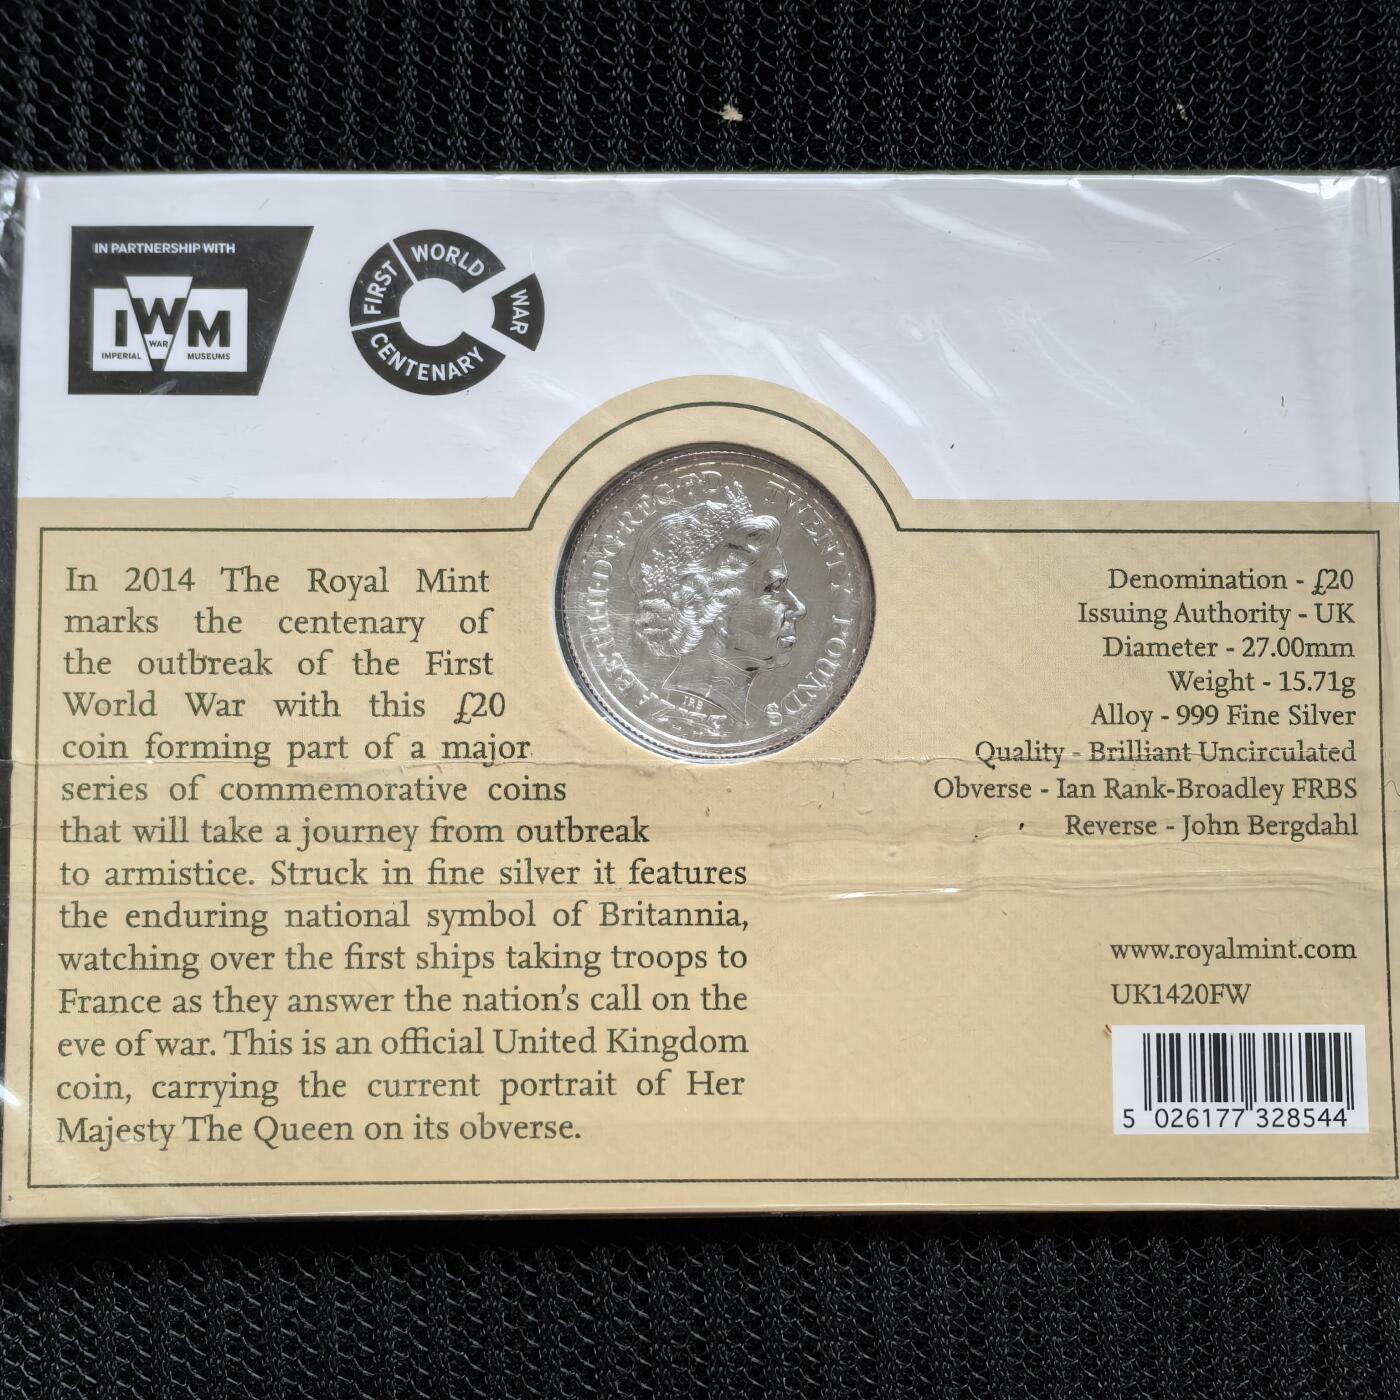 IN PARTNERSHIP WITH
IWM
IMPERIAL WAR MUSEUMS
FIRST WORLD WAR CENTENARY
ELIZABETH·II·D·G·REG·F·D TWENTY POUNDS
IRB
In 2014 The Royal Mint
marks the centenary of
the outbreak of the First
World War with this £20
coin forming part of a major
series of commemorative coins
that will take a journey from outbreak
to armistice. Struck in fine silver it features
the enduring national symbol of Britannia,
watching over the first ships taking troops to
France as they answer the nation's call on the
eve of war. This is an official United Kingdom
coin, carrying the current portrait of Her
Majesty The Queen on its obverse.
Denomination - £20
Issuing Authority - UK
Diameter - 27.00mm
Weight - 15.71g
Alloy - 999 Fine Silver
Quality - Brilliant Uncirculated
Obverse - Ian Rank-Broadley FRBS
Reverse - John Bergdahl
www.royalmint.com
UK1420FW
5 026177 328544